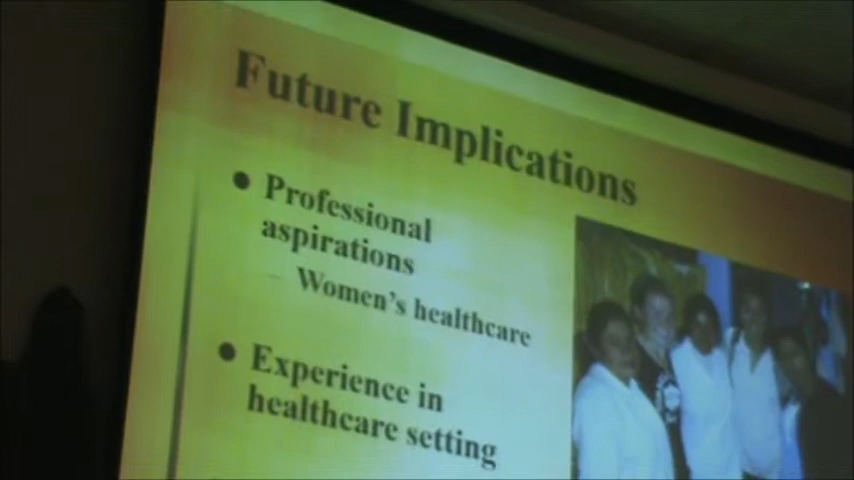 Future Implications
Professional
aspirations
– Women's healthcare
Experience in
healthcare setting